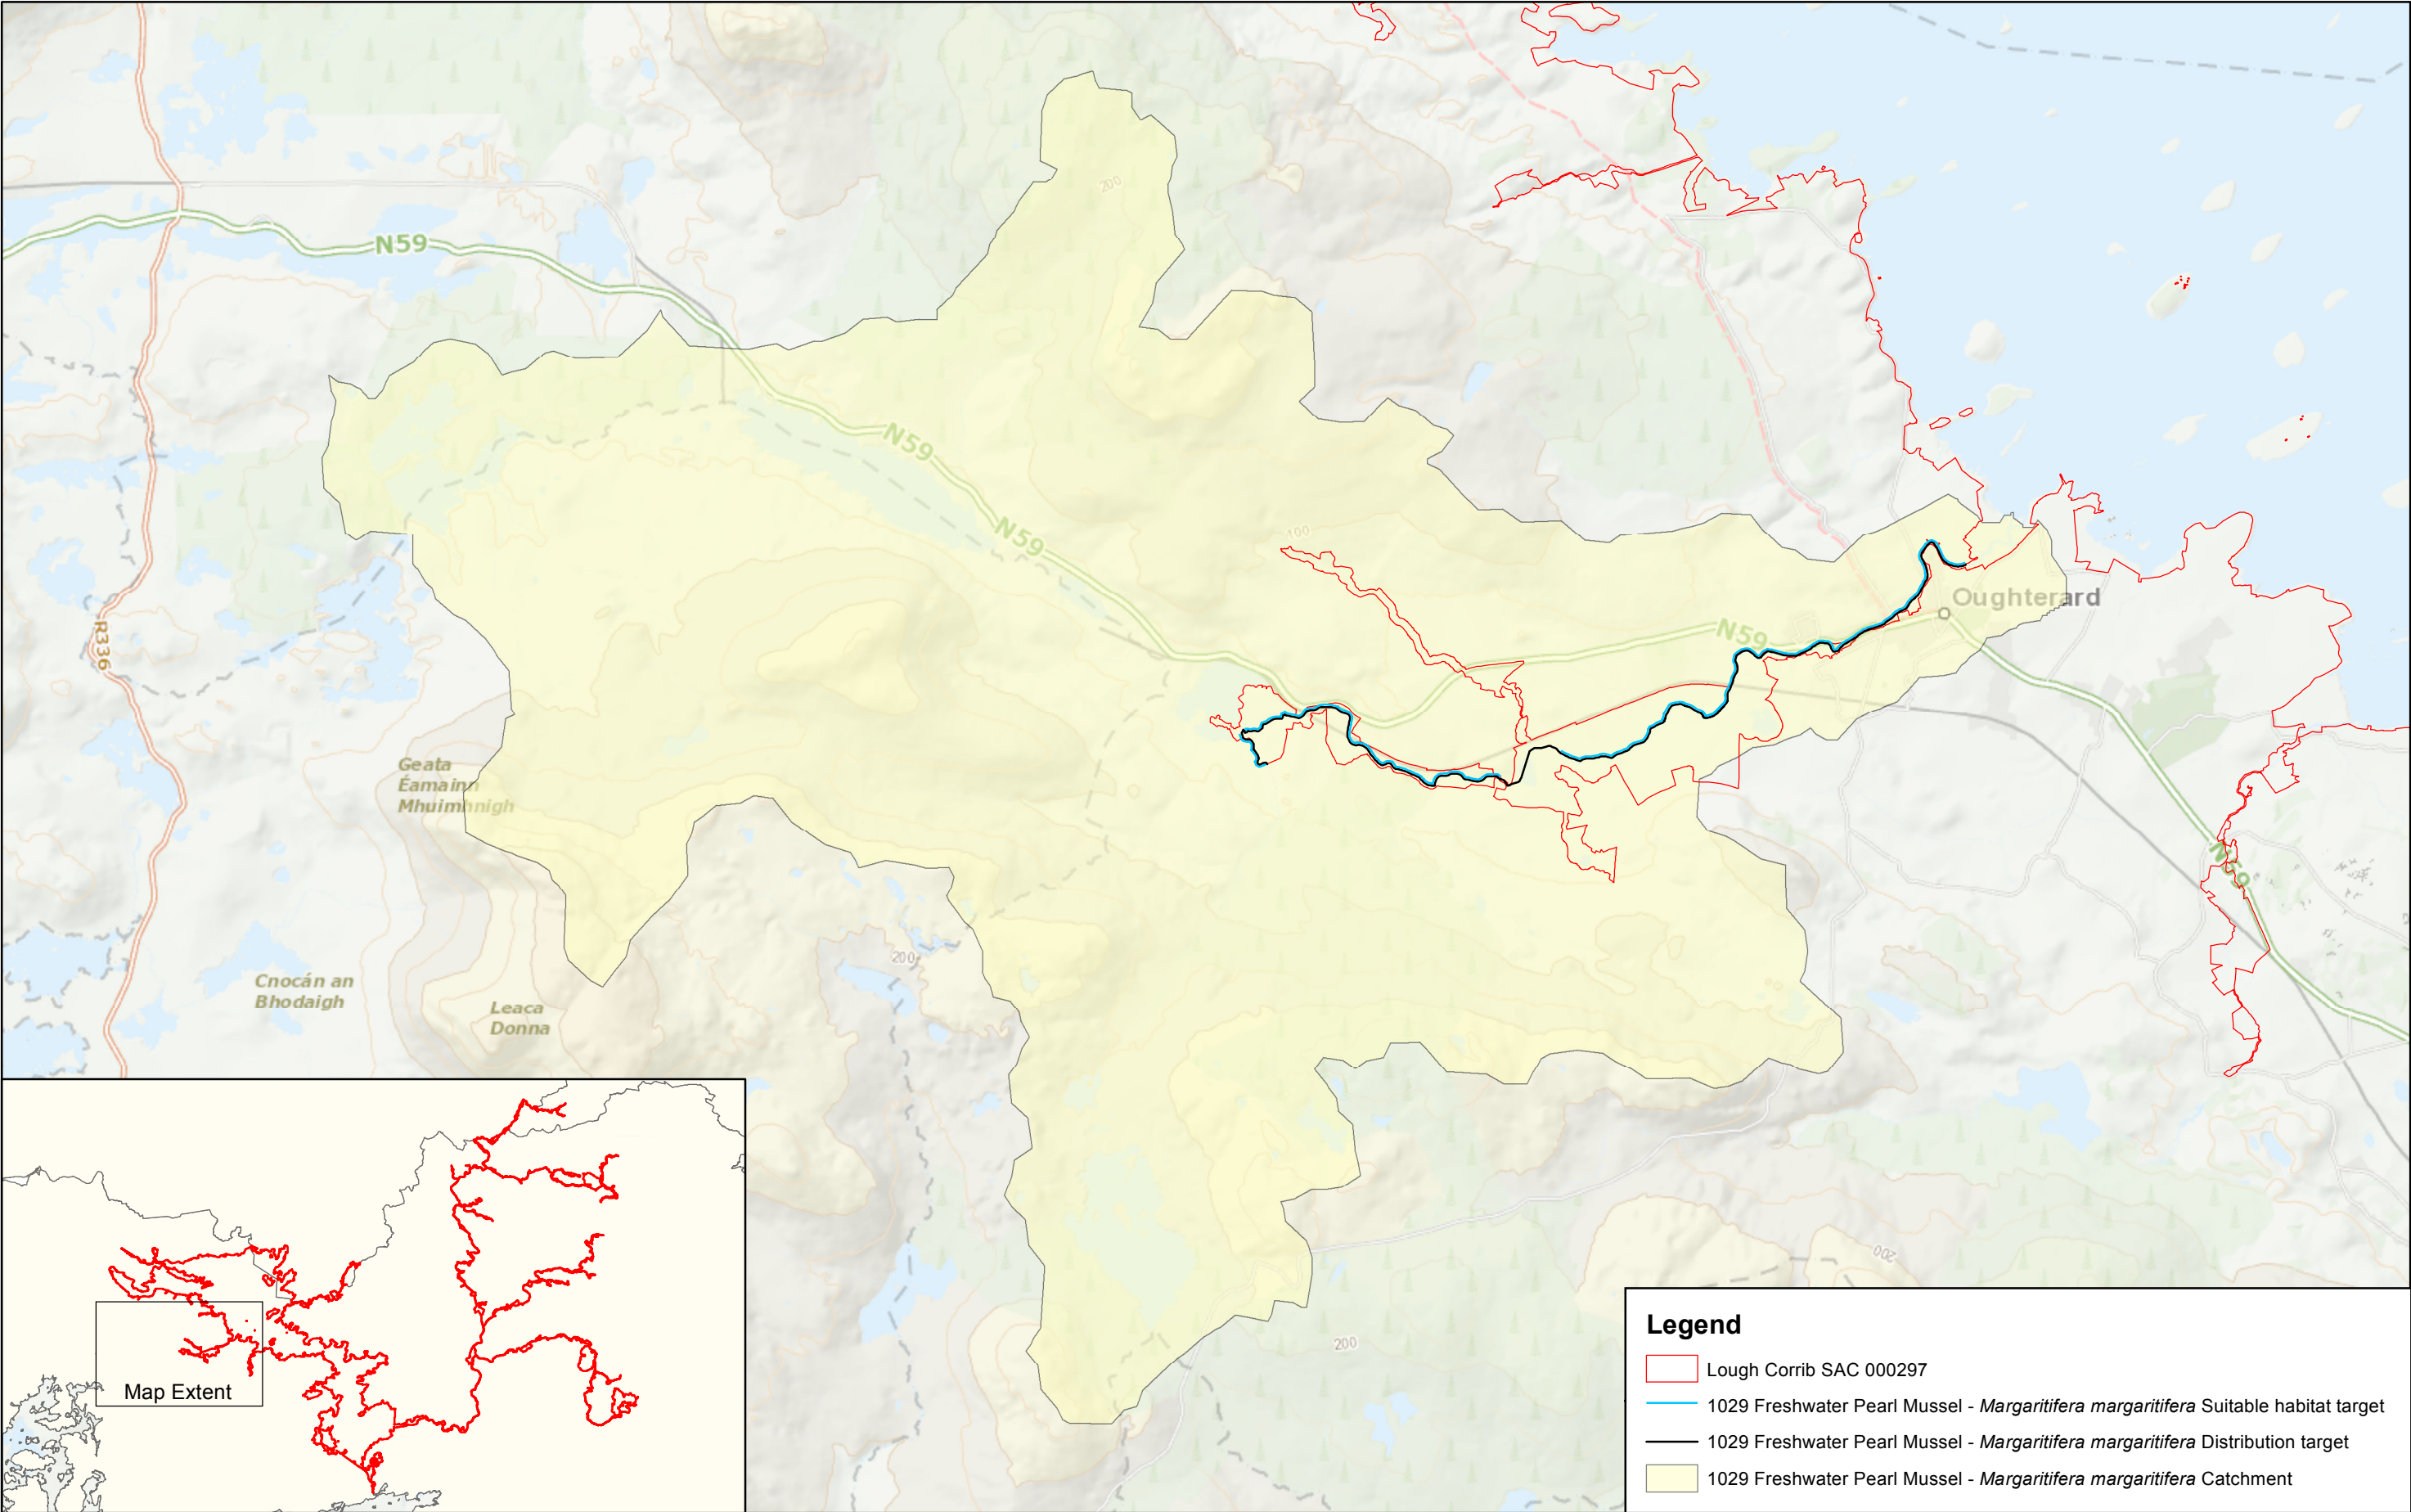 200
N59
N59
N59
100
Oughterard
N59
R336
Geata
Éamainn
Mhuimhnigh
N59
200
Cnocán an
Bhodaigh
Leaca
Donna
200
200
Map Extent
Legend
Lough Corrib SAC 000297
1029 Freshwater Pearl Mussel - Margaritifera margaritifera Suitable habitat target
1029 Freshwater Pearl Mussel - Margaritifera margaritifera Distribution target
1029 Freshwater Pearl Mussel - Margaritifera margaritifera Catchment